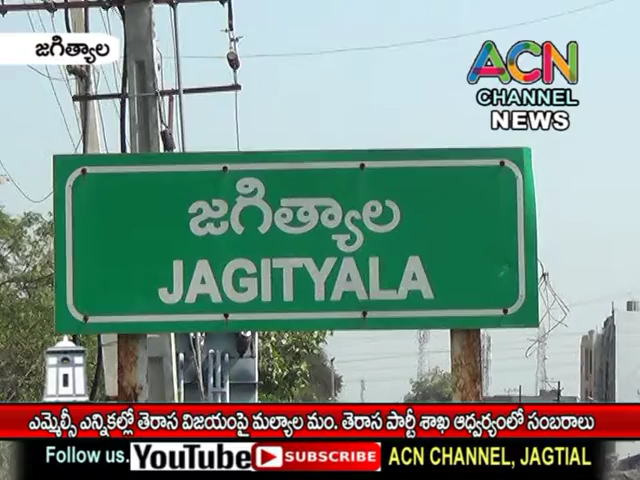 జగిత్యాల
ACN
CHANNEL
NEWS
జగిత్యాల
JAGITYALA
ఎమ్మెల్సీ ఎన్నికల్లో తెరాస విజయంపై మల్యాల మం. తెరాస పార్టీ శాఖ ఆధ్వర్యంలో సంబరాలు
Follow us. YouTube SUBSCRIBE ACN CHANNEL, JAGTIAL